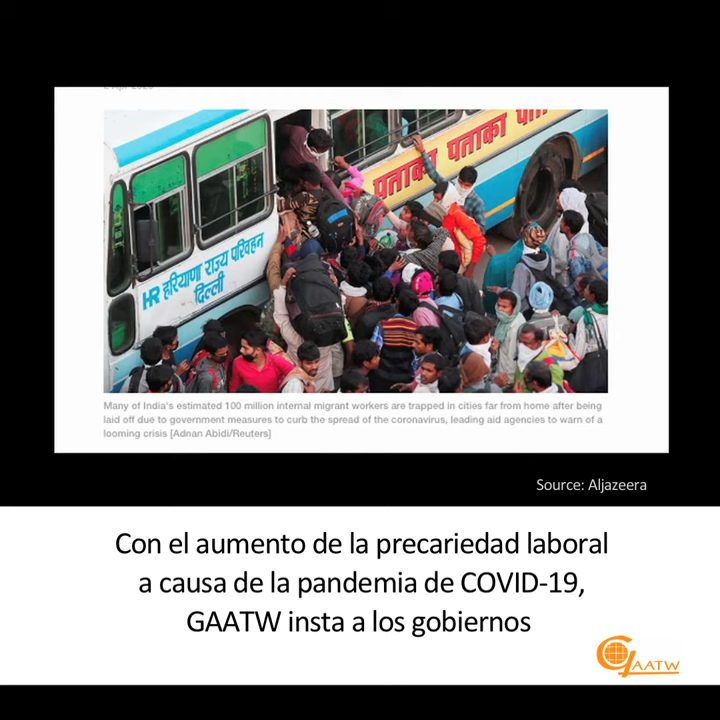 पताका पताका पता
HR हरियाणा राज्य परिवहन
दिल्ली
Many of India's estimated 100 million internal migrant workers are trapped in cities far from home after being
laid off due to government measures to curb the spread of the coronavirus, leading aid agencies to warn of a
looming crisis [Adnan Abidi/Reuters]
Source: Aljazeera
Con el aumento de la precariedad laboral
a causa de la pandemia de COVID-19,
GAATW insta a los gobiernos
GAATW